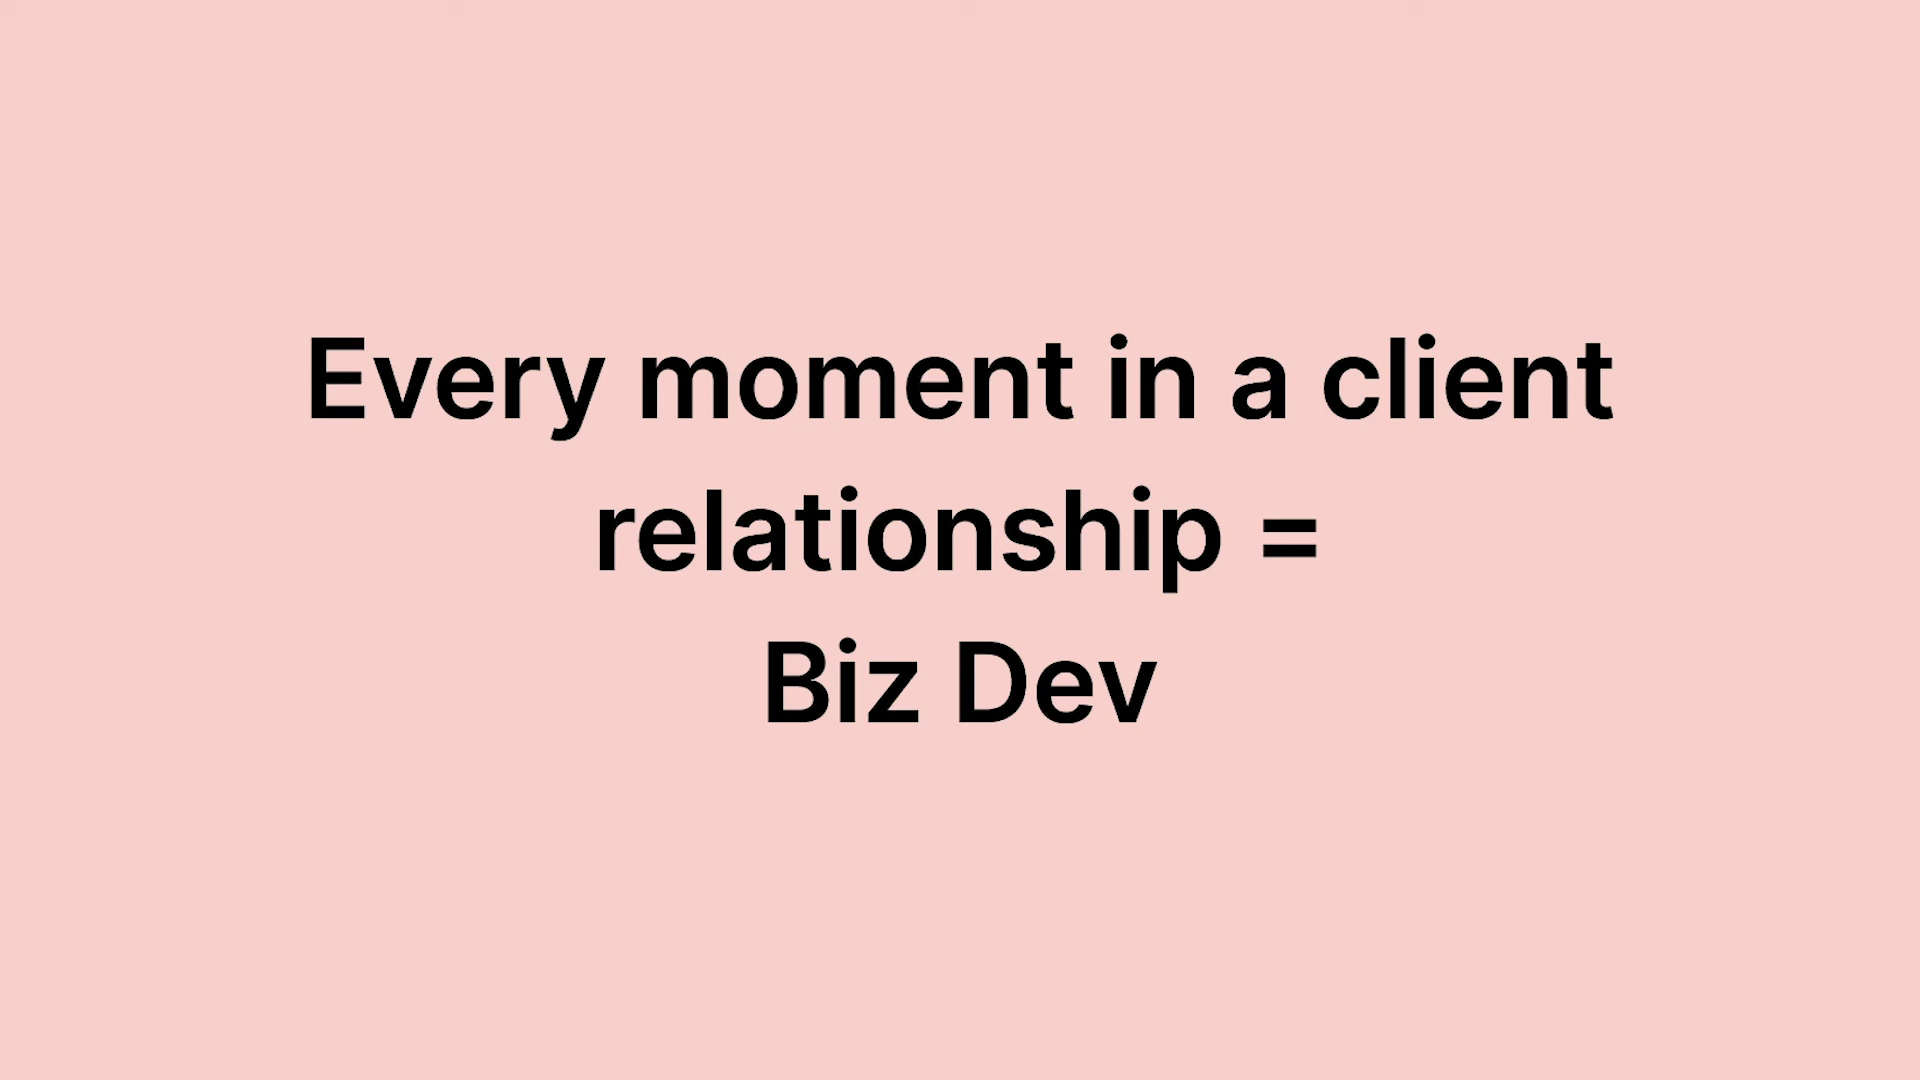 Every moment in a client
relationship =
Biz Dev